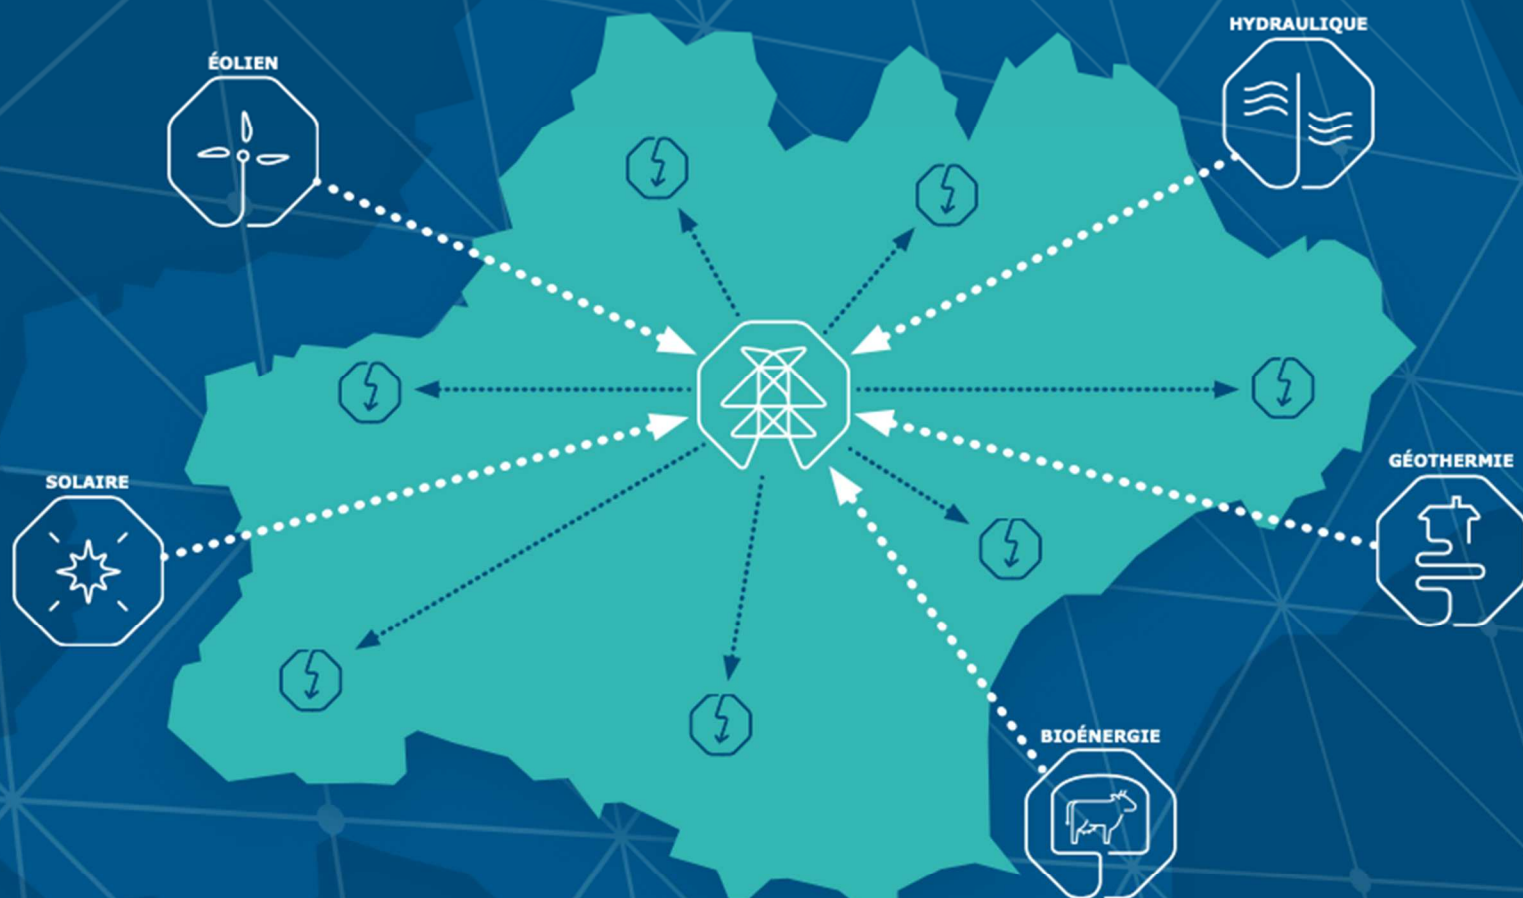 HYDRAULIQUE
ÉOLIEN
GÉOTHERMIE
SOLAIRE
BIOÉNERGIE